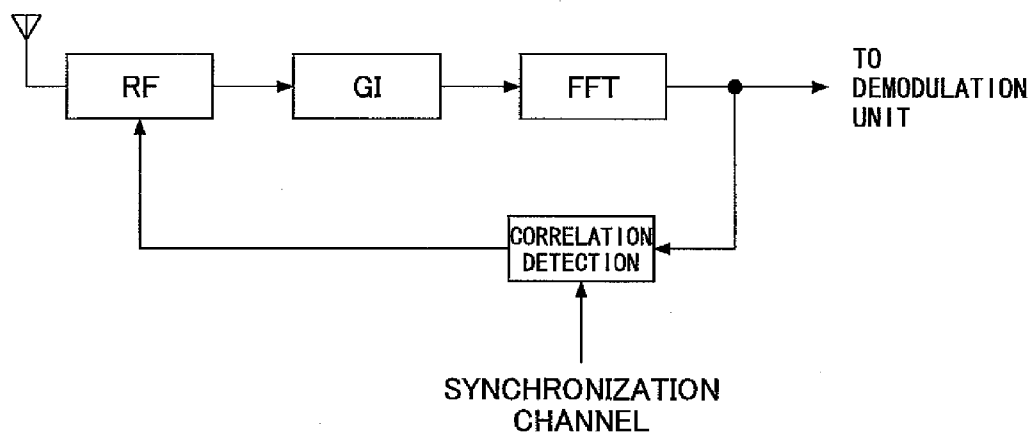 RF
GI
FFT
TO
DEMODULATION
UNIT
CORRELATION
DETECTION
SYNCHRONIZATION
CHANNEL